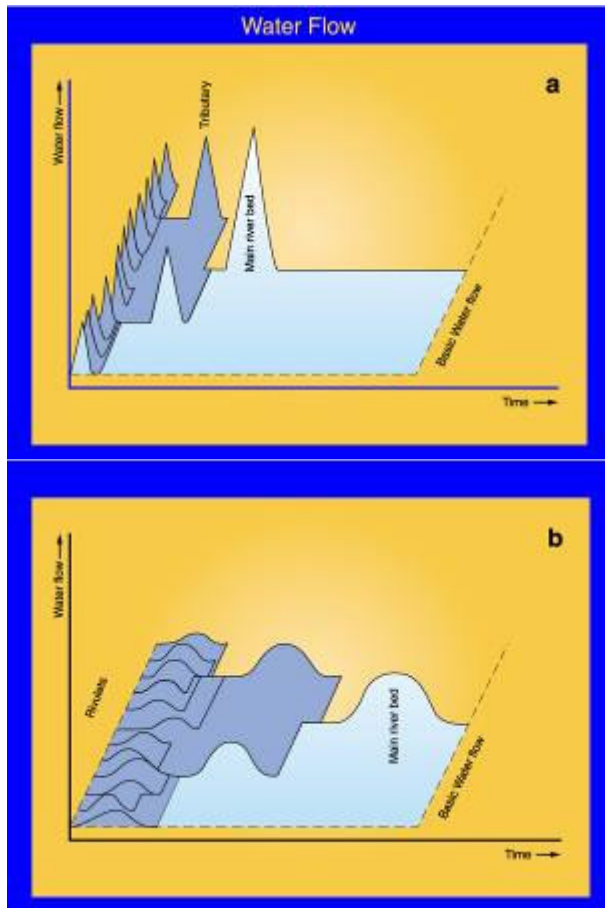 Water Flow
a
Water flow
Tributary
Main river bed
Basic Water flow
Time
b
Water flow
Rivolets
Main river bed
Basic Water flow
Time